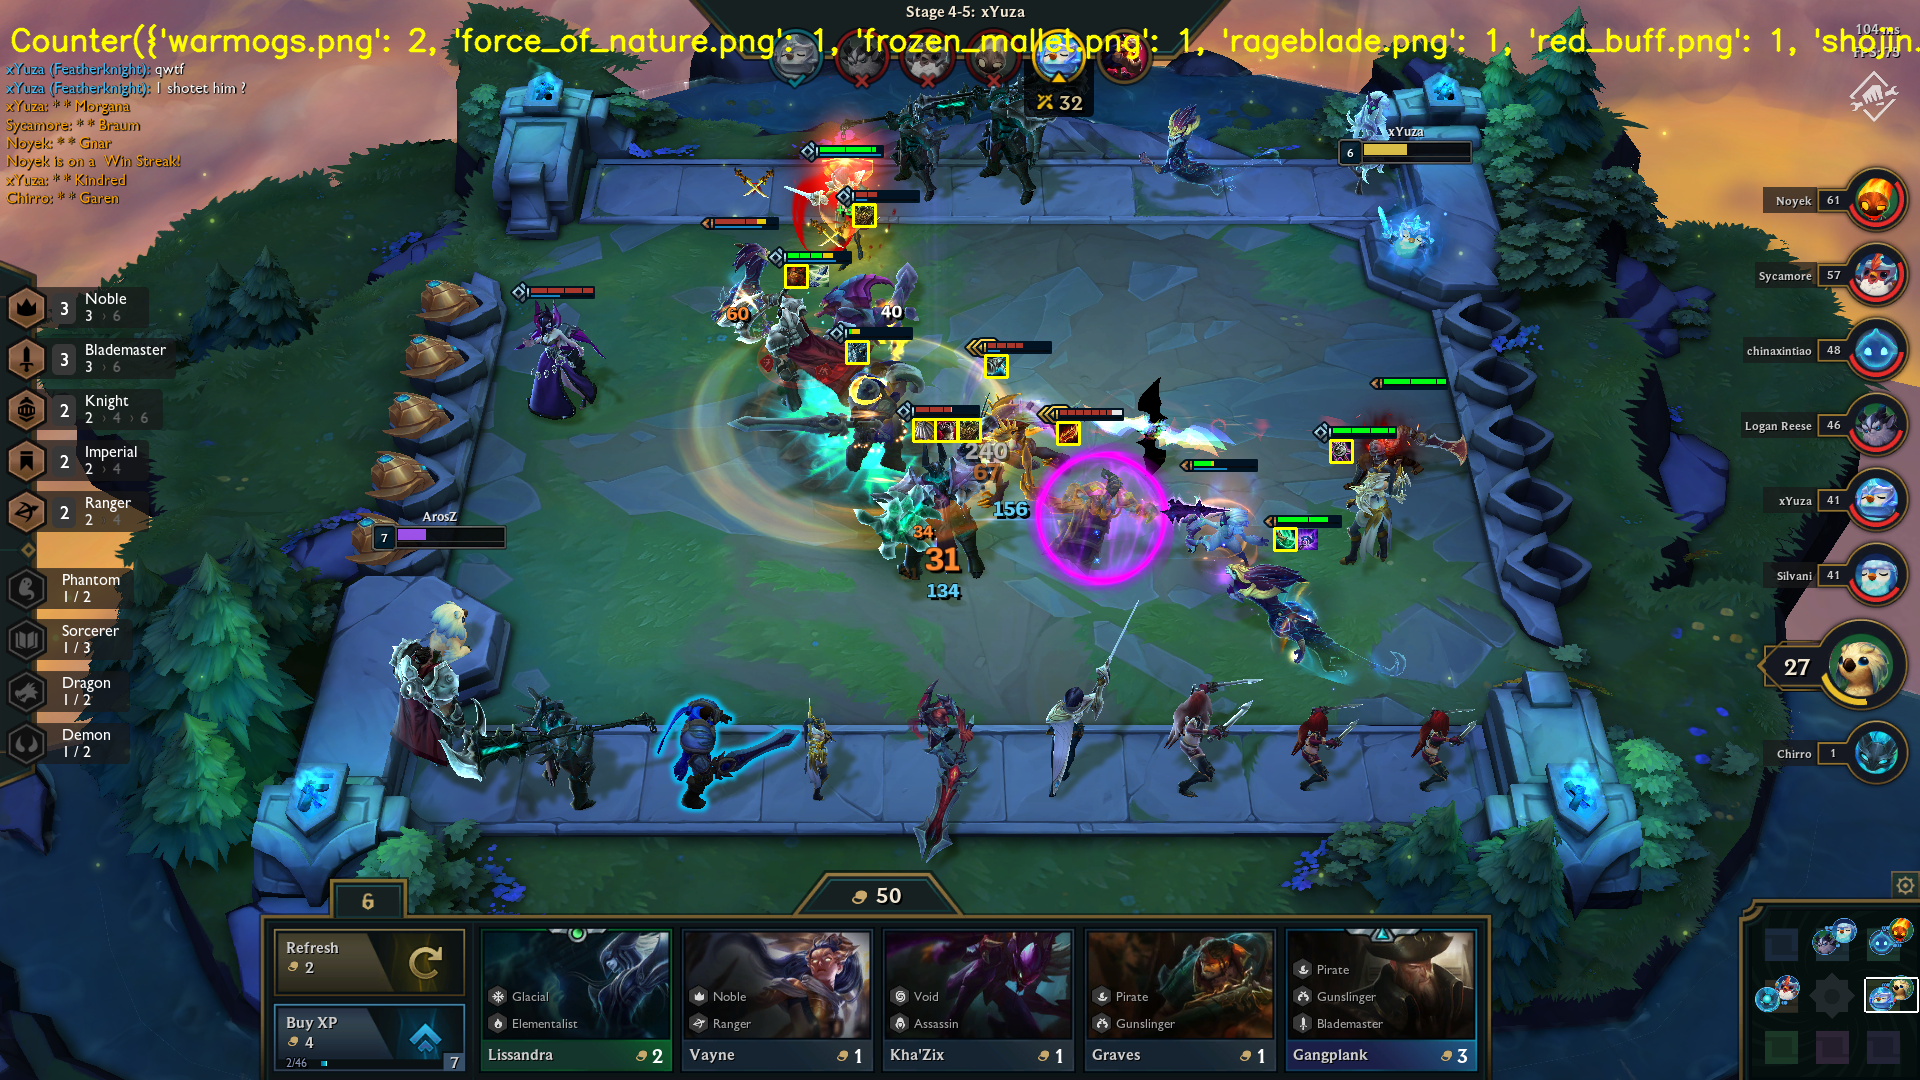 Stage 4-5: xYuza
Counter({'warmogs.png': 2, 'force_of_nature.png': 1, 'frozen_mallet.png': 1, 'rageblade.png': 1, 'red_buff.png': 1, 'shojin.
104ms
xYuza (Featherknight): qwtf
xYuza (Featherknight): I shotet him ?
xYuza: * * Morgana
Sycamore: * * Braum
Noyek: * * Gnar
Noyek is on a Win Streak!
xYuza: * * Kindred
Chirro: * * Garen
32
xYuza
6
Noyek 61
Sycamore 57
chinaxintiao 48
Logan Reese 46
xYuza 41
Silvani 41
27
Chirro 1
3 Noble
3 › 6
3 Blademaster
3 › 6
2 Knight
2 › 4 › 6
2 Imperial
2 › 4
2 Ranger
2 › 4
Phantom
1 / 2
Sorcerer
1 / 3
Dragon
1 / 2
Demon
1 / 2
ArosZ
7
60
40
240
67
156
34
31
134
6
50
Refresh
2
Buy XP
4
2/46
7
Glacial
Elementalist
Lissandra 2
Noble
Ranger
Vayne 1
Void
Assassin
Kha'Zix 1
Pirate
Gunslinger
Graves 1
Pirate
Gunslinger
Blademaster
Gangplank 3